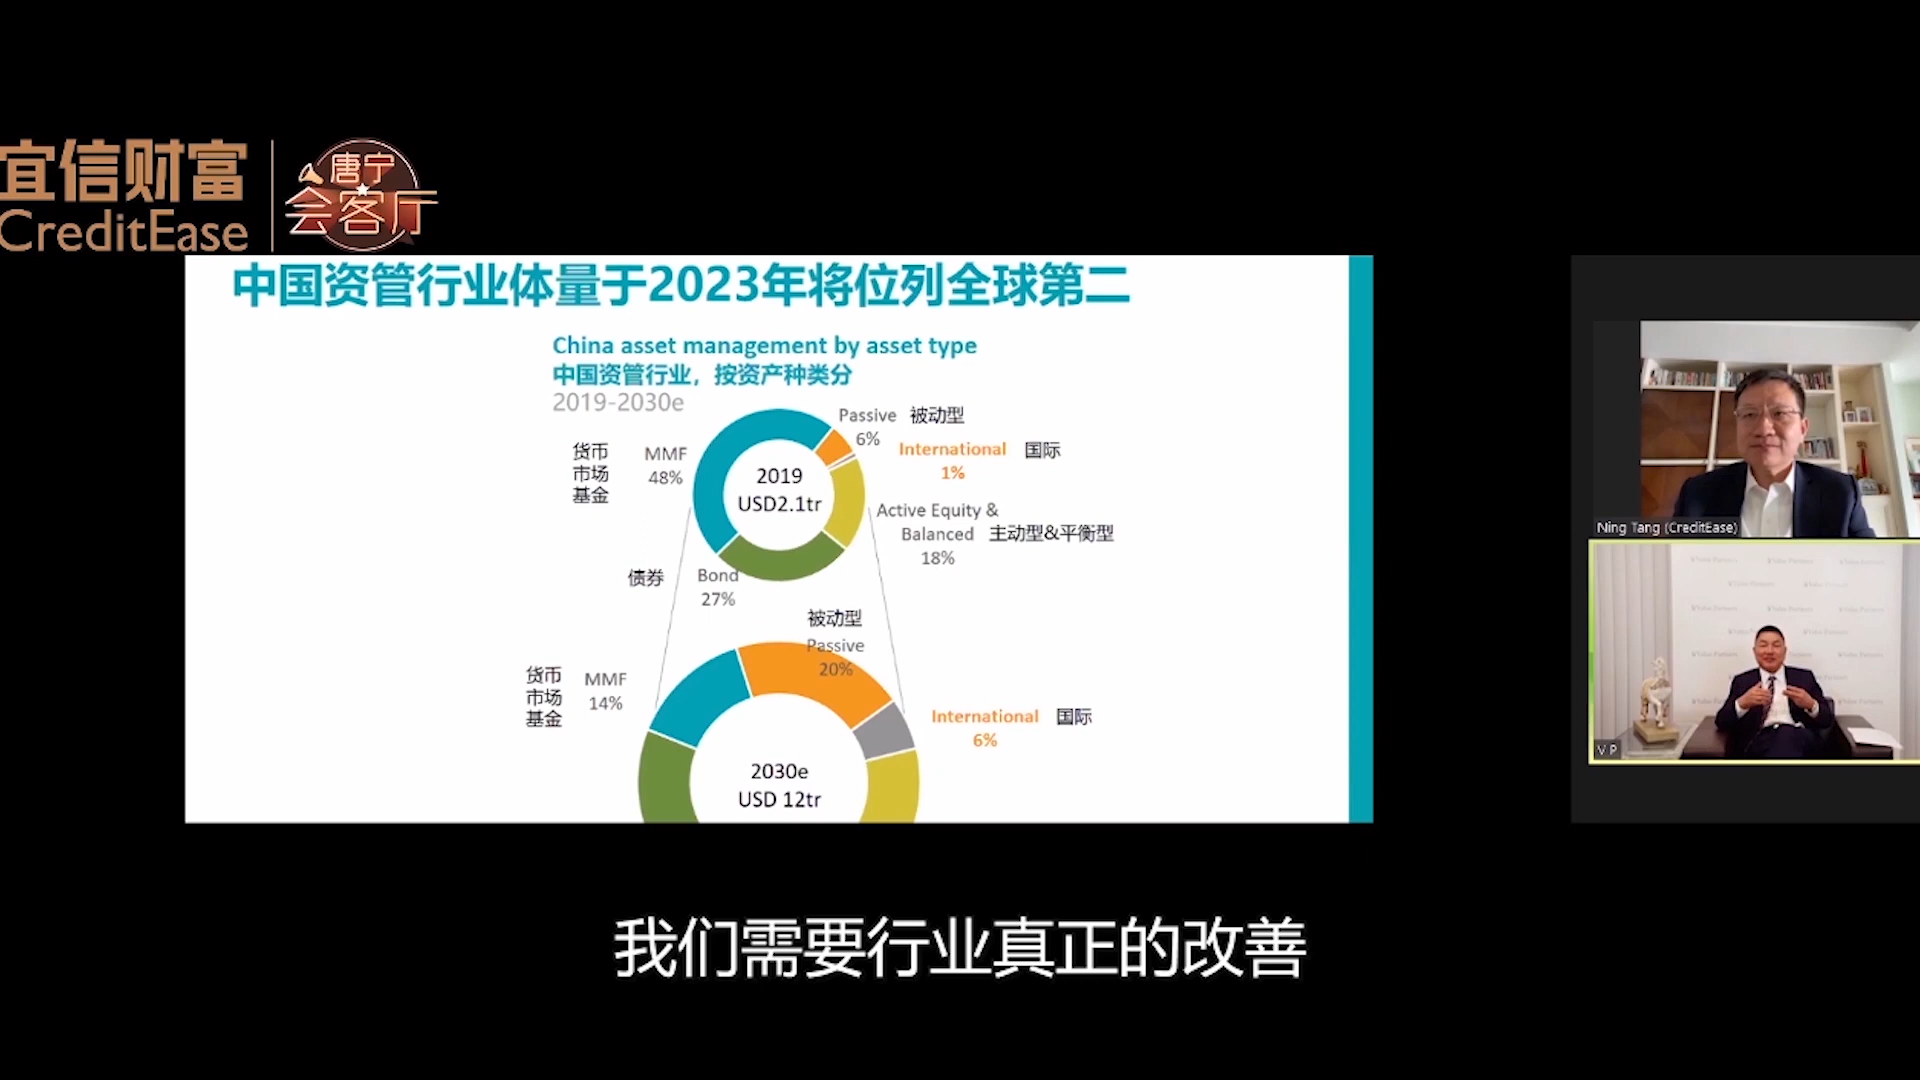 宜信财富
CreditEase
唐宁
会客厅
中国资管行业体量于2023年将位列全球第二
China asset management by asset type
中国资管行业，按资产种类分
2019-2030e
Passive 被动型
6%
International 国际
1%
货币
市场
基金
MMF
48%
2019
USD2.1tr
Active Equity &
Balanced 主动型&平衡型
18%
债券
Bond
27%
被动型
Passive
20%
货币
市场
基金
MMF
14%
International 国际
6%
2030e
USD 12tr
Ning Tang (CreditEase)
V P
我们需要行业真正的改善